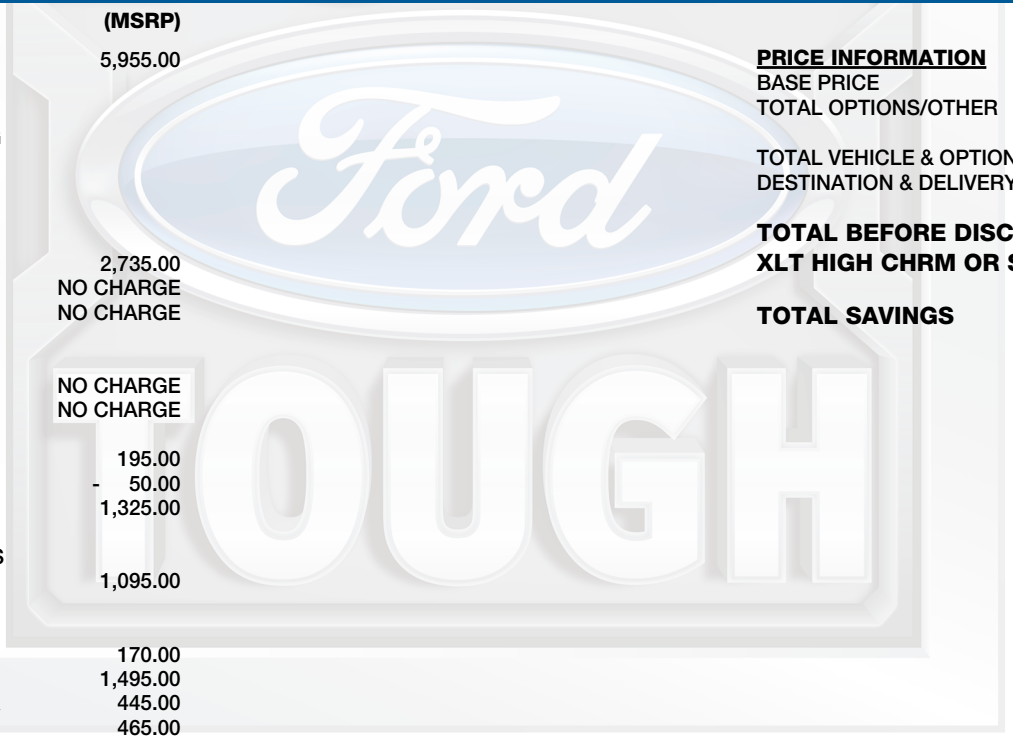 (MSRP)
5,955.00
2,735.00
NO CHARGE
NO CHARGE
NO CHARGE
NO CHARGE
195.00
- 50.00
1,325.00
S
1,095.00
170.00
1,495.00
445.00
465.00
PRICE INFORMATION
BASE PRICE
TOTAL OPTIONS/OTHER
TOTAL VEHICLE & OPTION
DESTINATION & DELIVERY
TOTAL BEFORE DISC
XLT HIGH CHRM OR S
TOTAL SAVINGS
Ford
TOUGH